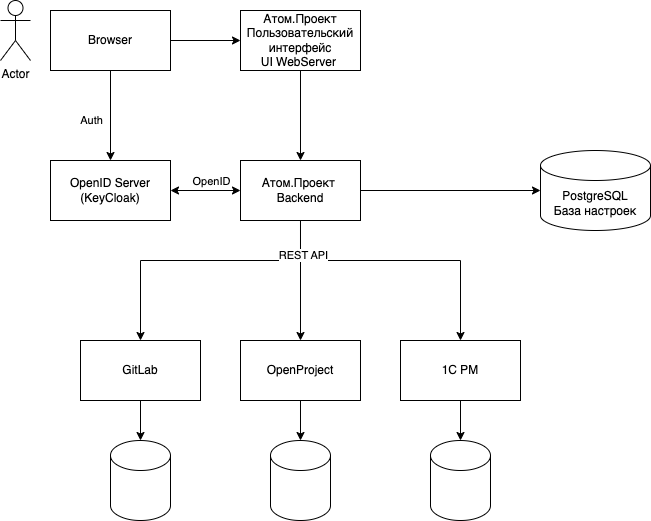 Actor
Browser
Атом.Проект
Пользовательский
интерфейс
UI WebServer
Auth
OpenID Server
(KeyCloak)
OpenID
Атом.Проект
Backend
PostgreSQL
База настроек
REST API
GitLab
OpenProject
1C PM